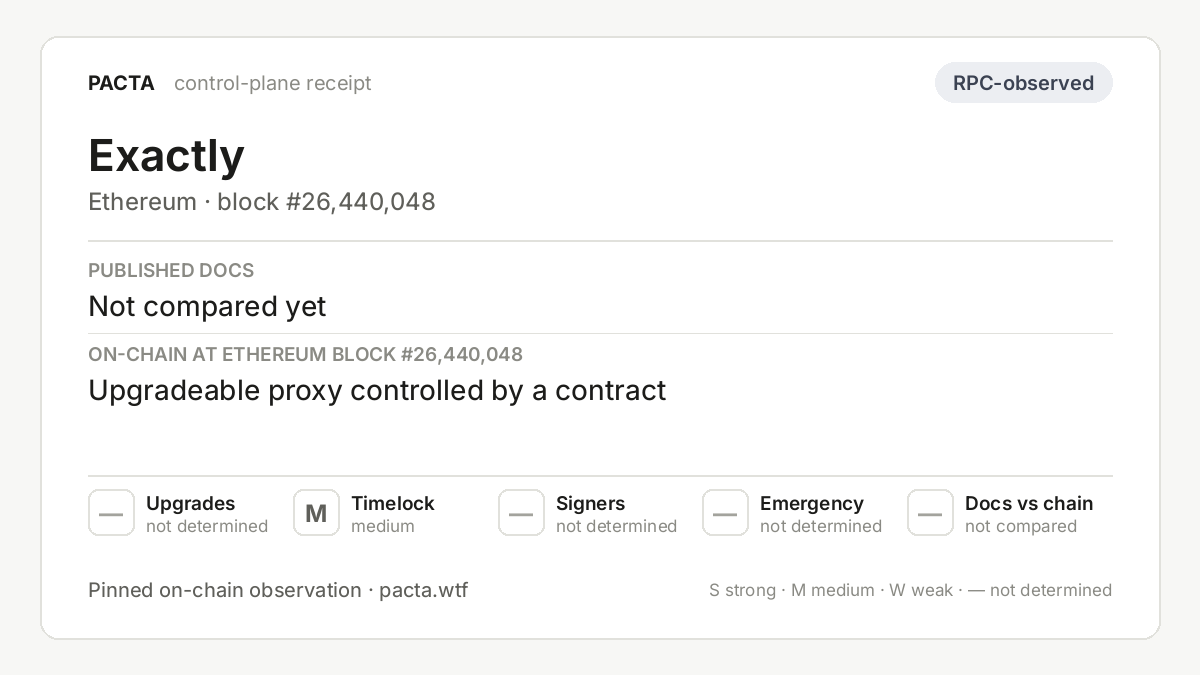 PACTA control-plane receipt
RPC-observed
Exactly
Ethereum · block #26,440,048
PUBLISHED DOCS
Not compared yet
ON-CHAIN AT ETHEREUM BLOCK #26,440,048
Upgradeable proxy controlled by a contract
— Upgrades
not determined
M Timelock
medium
— Signers
not determined
— Emergency
not determined
— Docs vs chain
not compared
Pinned on-chain observation · pacta.wtf
S strong · M medium · W weak · — not determined